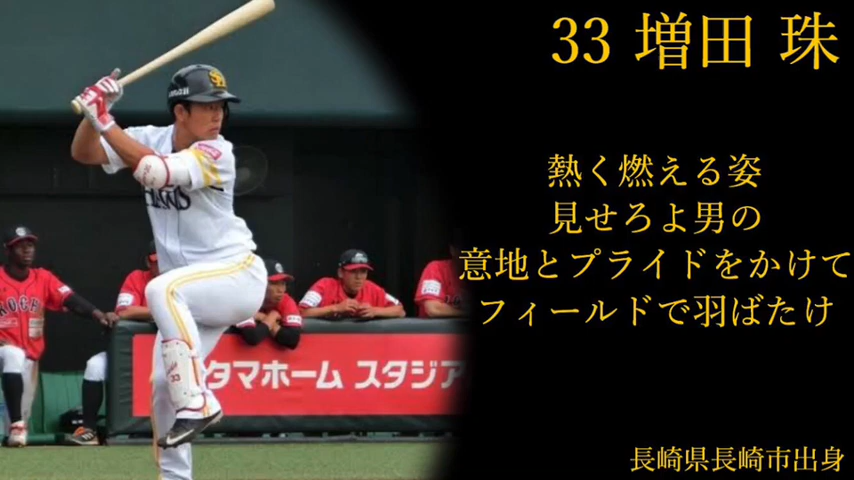 33 増田 珠
熱く燃える姿
見せろよ男の
意地とプライドをかけて
フィールドで羽ばたけ
長崎県長崎市出身
タマホーム スタジア
33